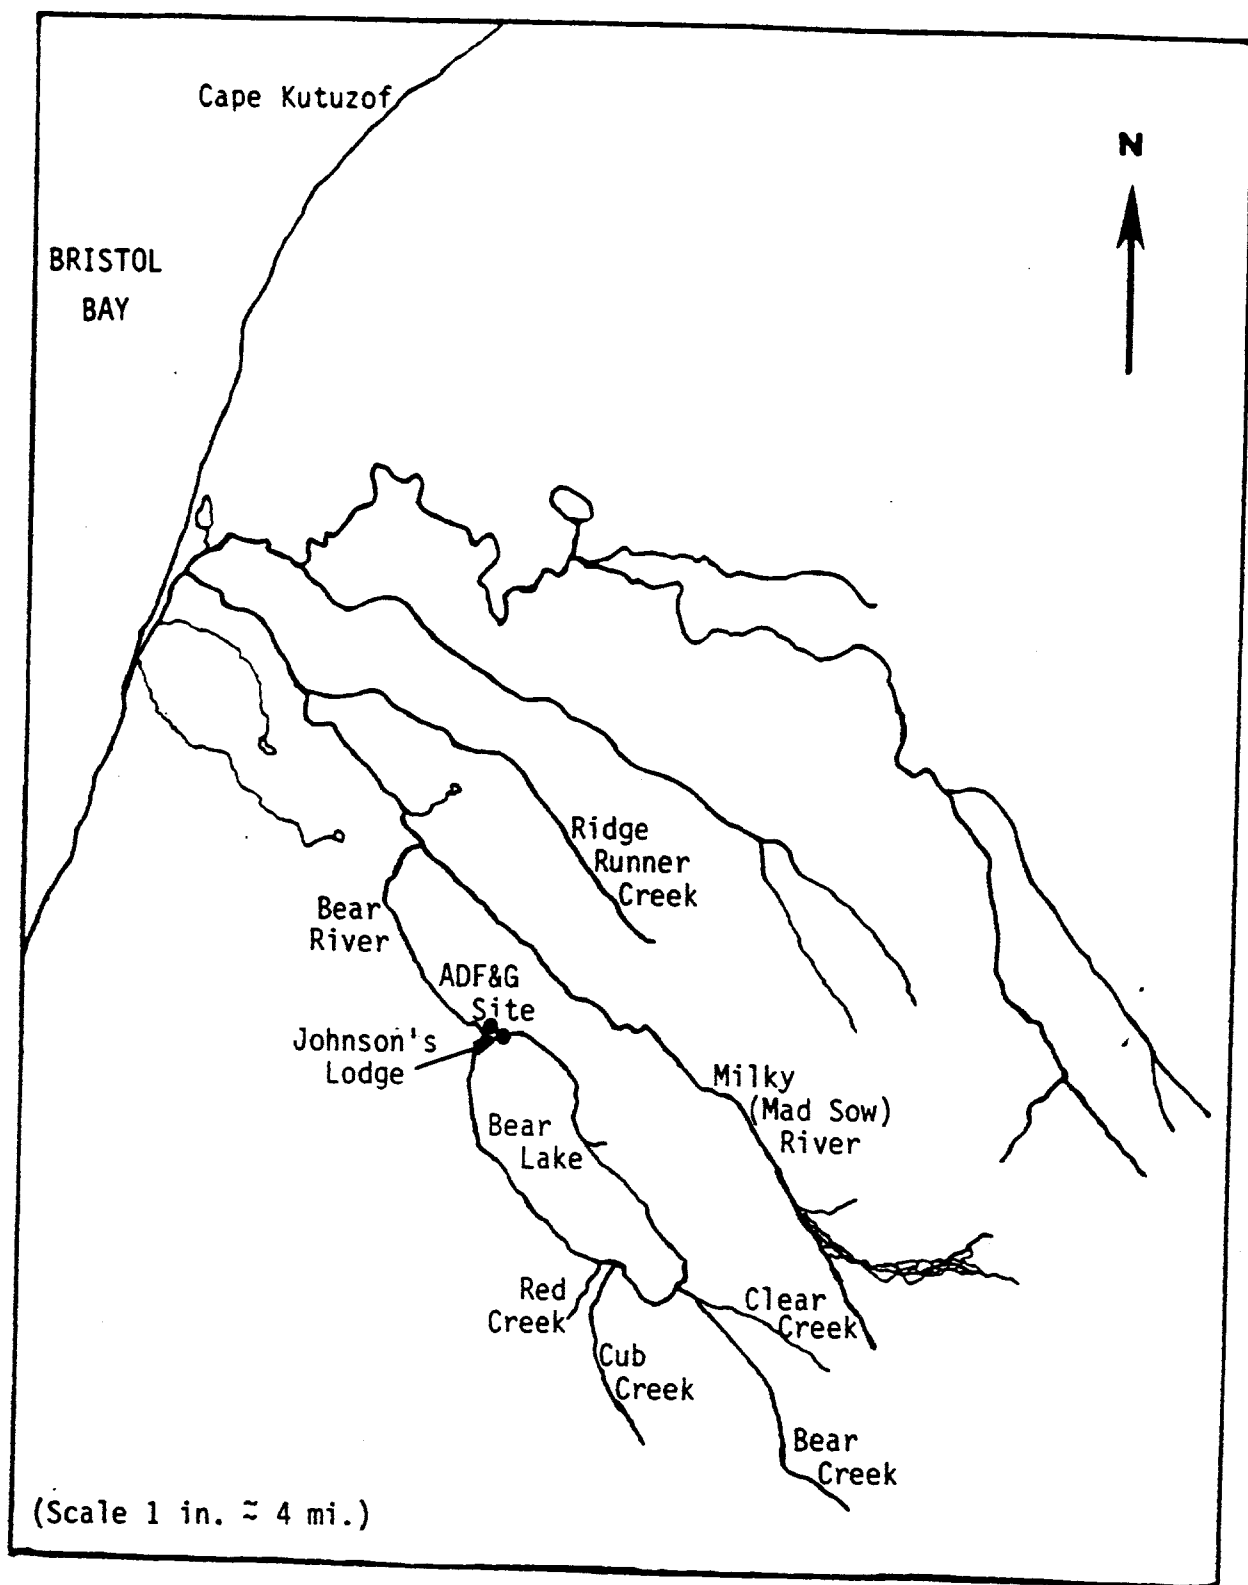 Cape Kutuzof
N
BRISTOL
BAY
Ridge
Runner
Creek
Bear
River
ADF&G
Site
Johnson's
Lodge
Milky
(Mad Sow)
River
Bear
Lake
Red
Creek
Clear
Creek
Cub
Creek
Bear
Creek
(Scale 1 in. ≈ 4 mi.)